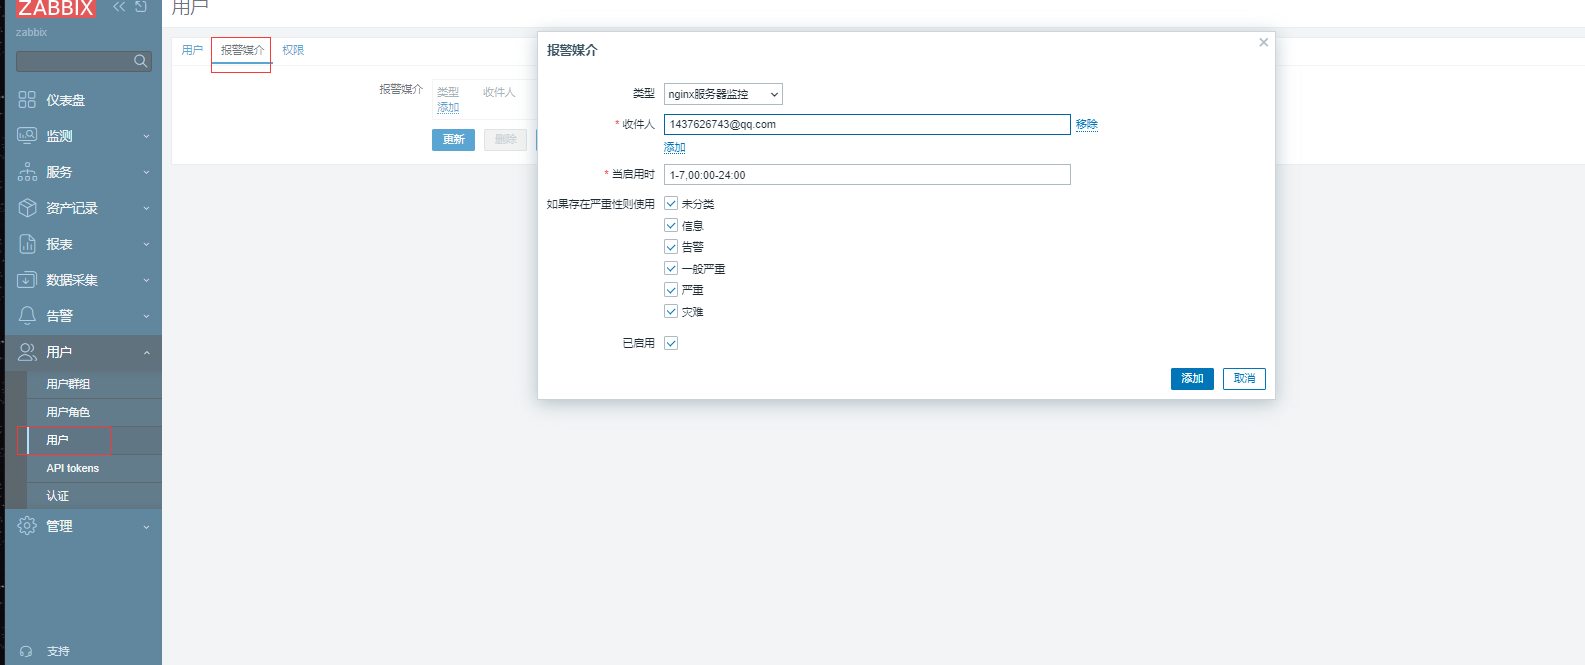 ZABBIX
zabbix
仪表盘
监测
服务
资产记录
报表
数据采集
告警
用户
用户群组
用户角色
用户
API tokens
认证
管理
支持
用户
用户 报警媒介 权限
报警媒介 类型 收件人
添加
更新 删除
报警媒介
类型 nginx服务器监控
* 收件人 1437626743@qq.com 移除
添加
* 当启用时 1-7,00:00-24:00
如果存在严重性则使用 未分类
信息
告警
一般严重
严重
灾难
已启用
添加 取消